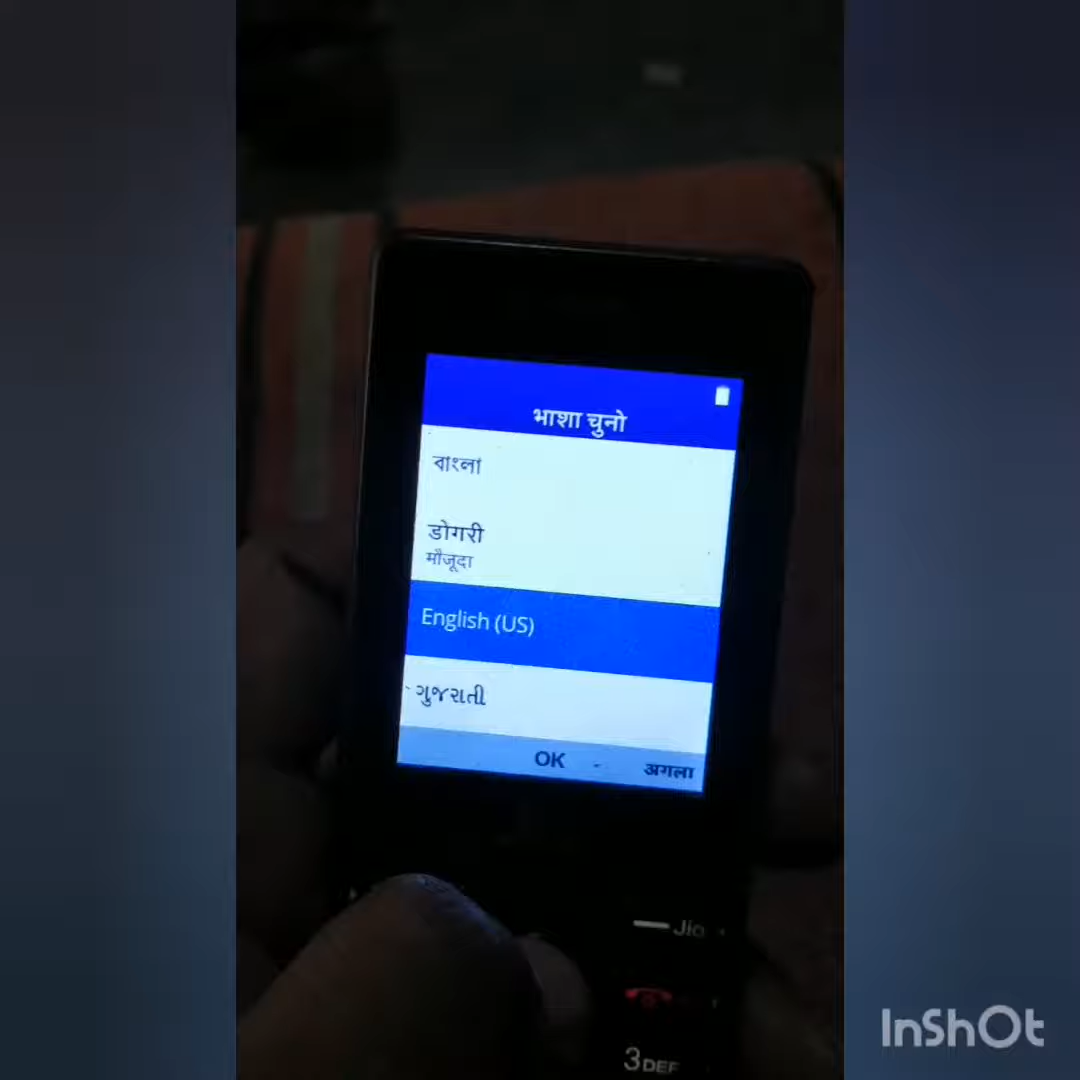 भाशा चुनो
বাংলা
डोगरी
मौजूदा
English (US)
ગુજરાતી
OK
अगला
Jio
3DEF
InShOt